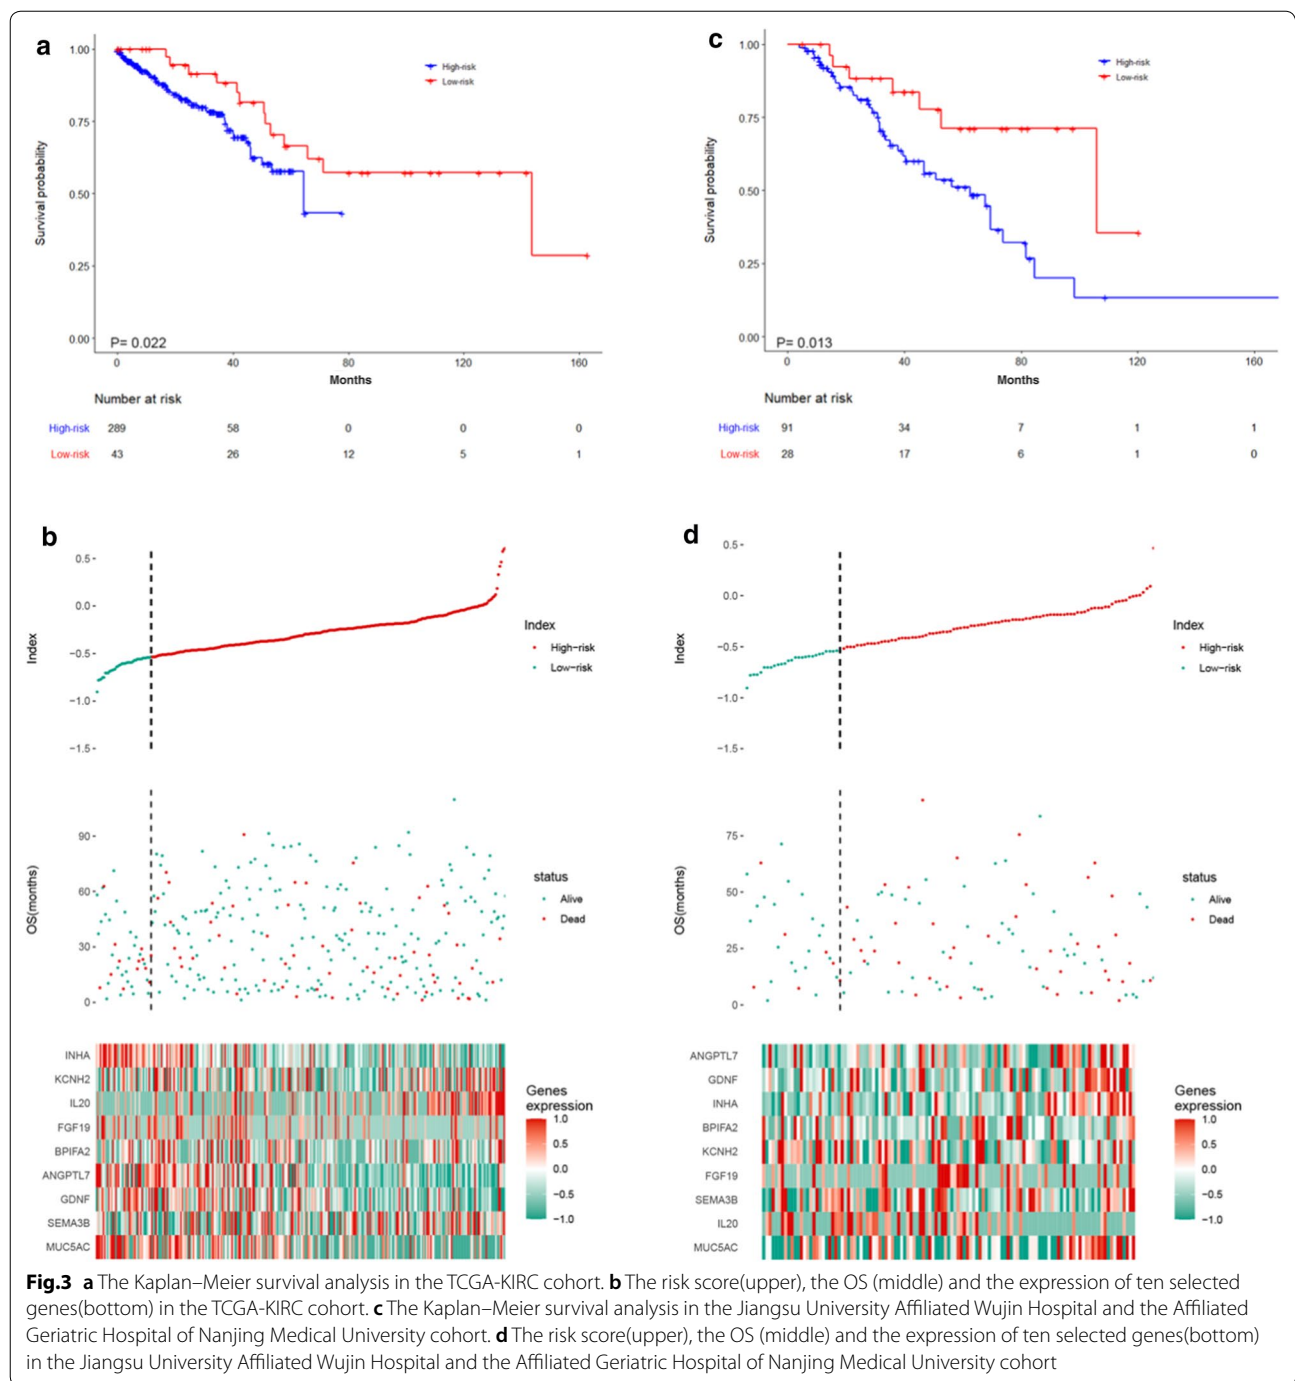 a
1.00
0.75
0.50
0.25
0.00
Survival probability
High-risk
Low-risk
P= 0.022
0 40 80 120 160
Months
Number at risk
High-risk 289 58 0 0 0
Low-risk 43 26 12 5 1
c
1.00
0.75
0.50
0.25
0.00
Survival probability
High-risk
Low-risk
P= 0.013
0 40 80 120 160
Months
Number at risk
High-risk 91 34 7 1 1
Low-risk 28 17 6 1 0
b
0.5
0.0
−0.5
−1.0
−1.5
Index
Index
High−risk
Low−risk
90
60
30
0
OS(months)
status
Alive
Dead
INHA
KCNH2
IL20
FGF19
BPIFA2
ANGPTL7
GDNF
SEMA3B
MUC5AC
Genes
expression
1.0
0.5
0.0
−0.5
−1.0
d
0.5
0.0
−0.5
−1.0
−1.5
Index
Index
High−risk
Low−risk
75
50
25
0
OS(months)
status
Alive
Dead
ANGPTL7
GDNF
INHA
BPIFA2
KCNH2
FGF19
SEMA3B
IL20
MUC5AC
Genes
expression
1.0
0.5
0.0
−0.5
−1.0
Fig.3 a The Kaplan–Meier survival analysis in the TCGA-KIRC cohort. b The risk score(upper), the OS (middle) and the expression of ten selected
genes(bottom) in the TCGA-KIRC cohort. c The Kaplan–Meier survival analysis in the Jiangsu University Affiliated Wujin Hospital and the Affiliated
Geriatric Hospital of Nanjing Medical University cohort. d The risk score(upper), the OS (middle) and the expression of ten selected genes(bottom)
in the Jiangsu University Affiliated Wujin Hospital and the Affiliated Geriatric Hospital of Nanjing Medical University cohort